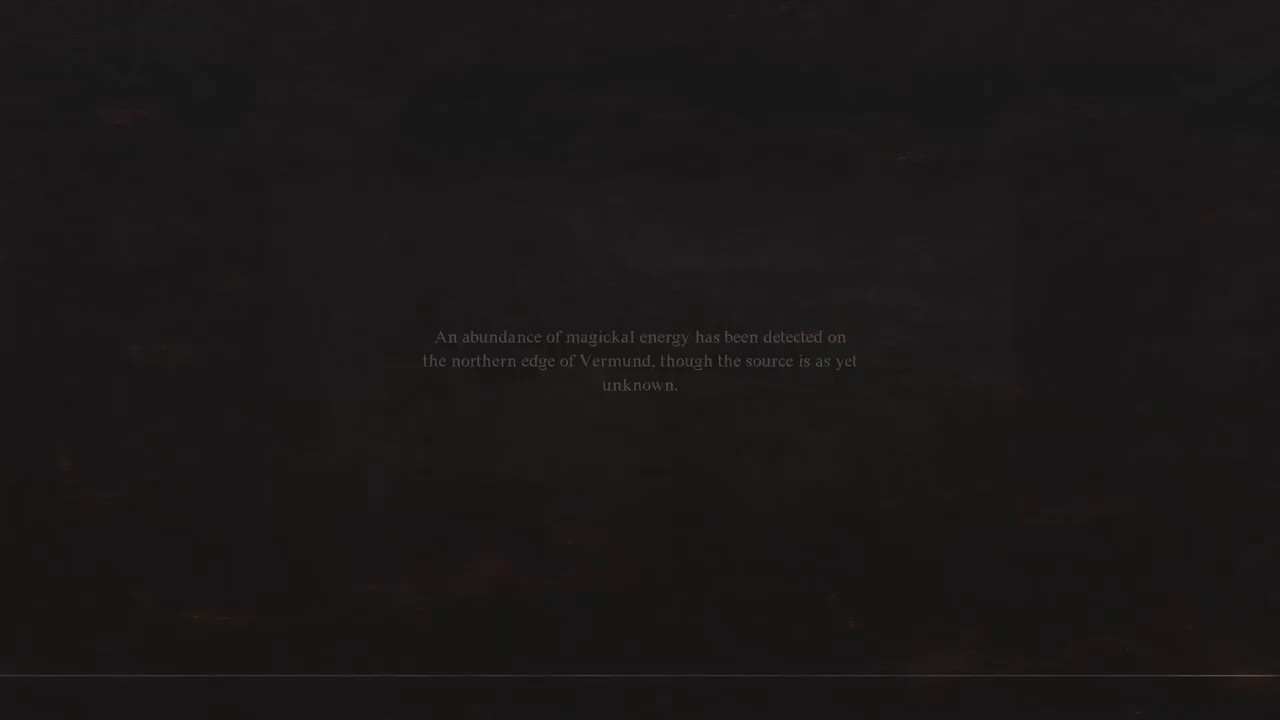 An abundance of magickal energy has been detected on
the northern edge of Vermund, though the source is as yet
unknown.